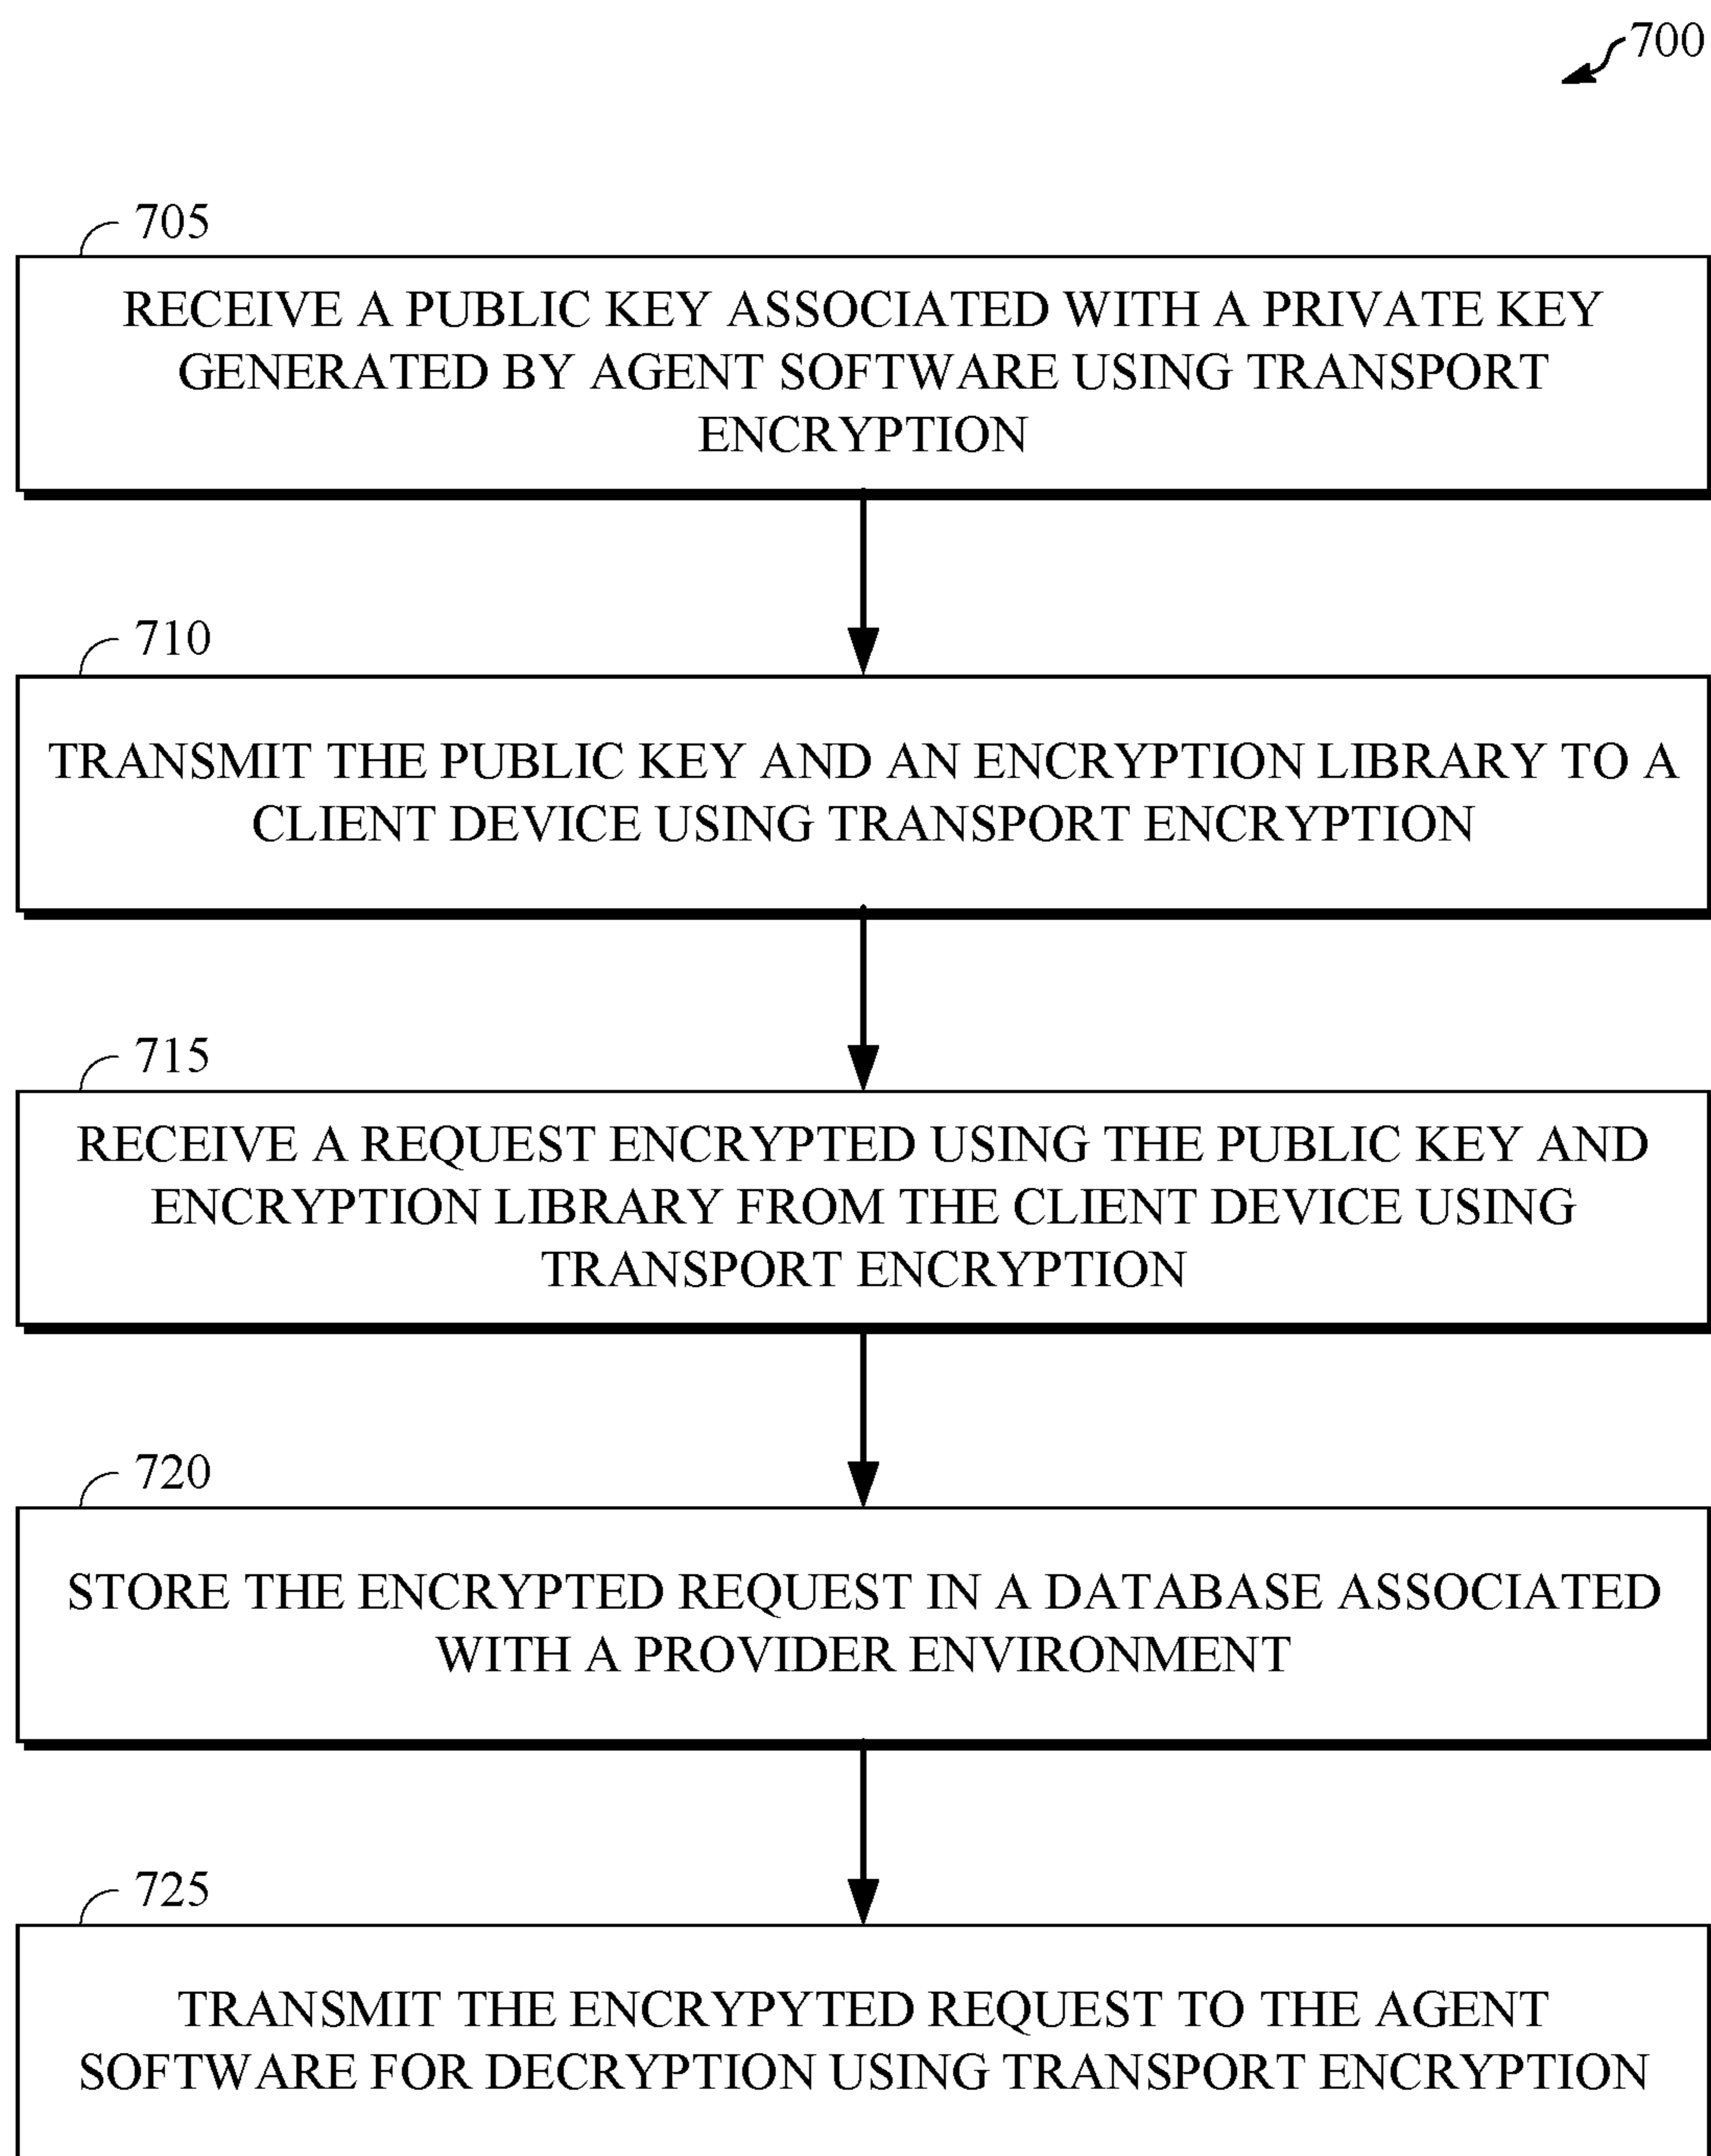 700
705
RECEIVE A PUBLIC KEY ASSOCIATED WITH A PRIVATE KEY
GENERATED BY AGENT SOFTWARE USING TRANSPORT
ENCRYPTION
710
TRANSMIT THE PUBLIC KEY AND AN ENCRYPTION LIBRARY TO A
CLIENT DEVICE USING TRANSPORT ENCRYPTION
715
RECEIVE A REQUEST ENCRYPTED USING THE PUBLIC KEY AND
ENCRYPTION LIBRARY FROM THE CLIENT DEVICE USING
TRANSPORT ENCRYPTION
720
STORE THE ENCRYPTED REQUEST IN A DATABASE ASSOCIATED
WITH A PROVIDER ENVIRONMENT
725
TRANSMIT THE ENCRYPYTED REQUEST TO THE AGENT
SOFTWARE FOR DECRYPTION USING TRANSPORT ENCRYPTION